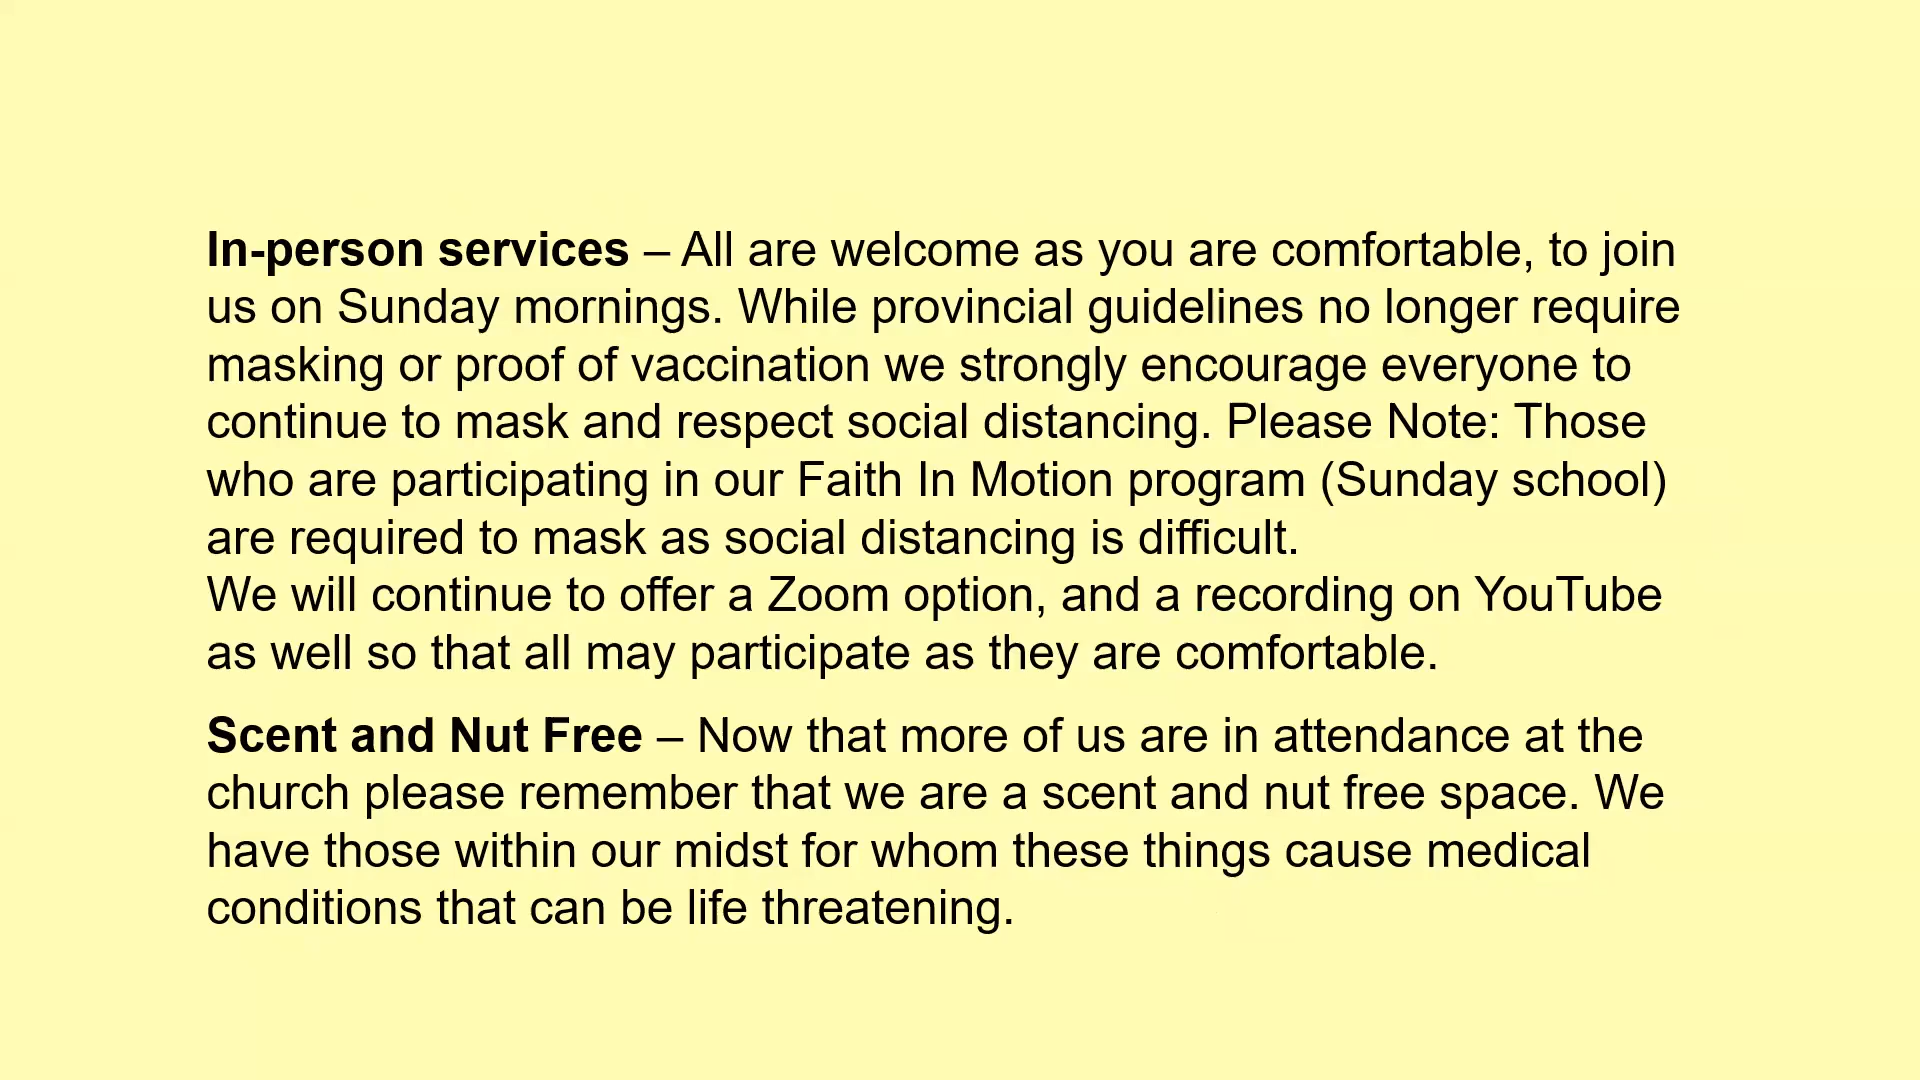 In-person services – All are welcome as you are comfortable, to join
us on Sunday mornings. While provincial guidelines no longer require
masking or proof of vaccination we strongly encourage everyone to
continue to mask and respect social distancing. Please Note: Those
who are participating in our Faith In Motion program (Sunday school)
are required to mask as social distancing is difficult.
We will continue to offer a Zoom option, and a recording on YouTube
as well so that all may participate as they are comfortable.
Scent and Nut Free – Now that more of us are in attendance at the
church please remember that we are a scent and nut free space. We
have those within our midst for whom these things cause medical
conditions that can be life threatening.